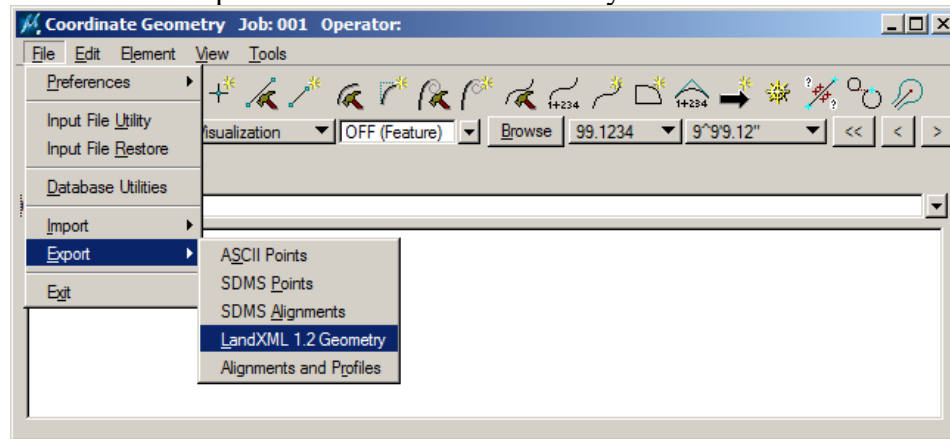 Coordinate Geometry Job: 001 Operator:
File Edit Element View Tools
Preferences
Input File Utility
Input File Restore
Database Utilities
Import
Export
Exit
1+234 1+234
Visualization OFF (Feature) Browse 99.1234 9^9'9.12" << < >
ASCII Points
SDMS Points
SDMS Alignments
LandXML 1.2 Geometry
Alignments and Profiles